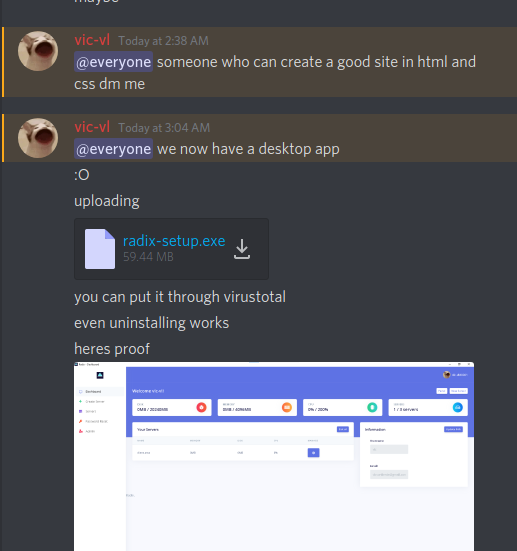 maybe
vic-vl Today at 2:38 AM
@everyone someone who can create a good site in html and
css dm me
vic-vl Today at 3:04 AM
@everyone we now have a desktop app
:O
uploading
radix-setup.exe
59.44 MB
you can put it through virustotal
even uninstalling works
heres proof
Dashboard
Welcome vic-vl!
0MB / 20240MB
0MB / 6096MB
0% / 200%
1 / 3 servers
Your Servers
Information